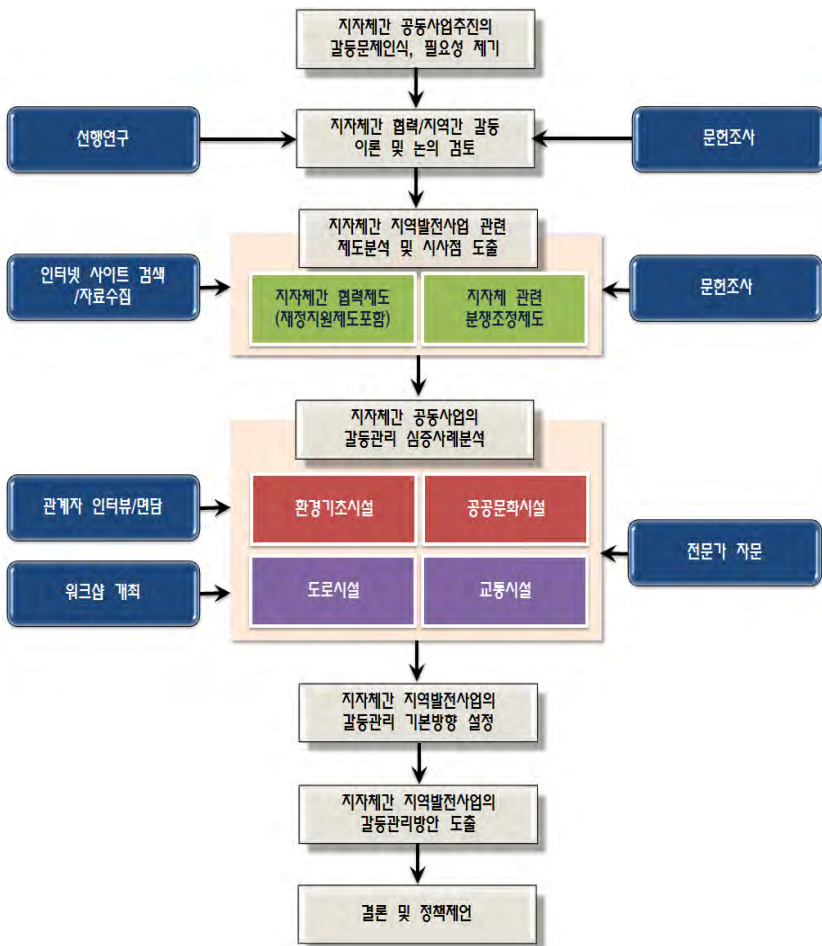 지자체간 공동사업추진의
갈등문제인식, 필요성 제기
선행연구
지자체간 협력/지역간 갈등
이론 및 논의 검토
문헌조사
지자체간 지역발전사업 관련
제도분석 및 시사점 도출
인터넷 사이트 검색
/자료수집
지자체간 협력제도
(재정지원제도포함)
지자체 관련
분쟁조정제도
문헌조사
지자체간 공동사업의
갈등관리 심증사례분석
관계자 인터뷰/면담
환경기초시설
공공문화시설
전문가 자문
워크샵 개최
도로시설
교통시설
지자체간 지역발전사업의
갈등관리 기본방향 설정
지자체간 지역발전사업의
갈등관리방안 도출
결론 및 정책제언